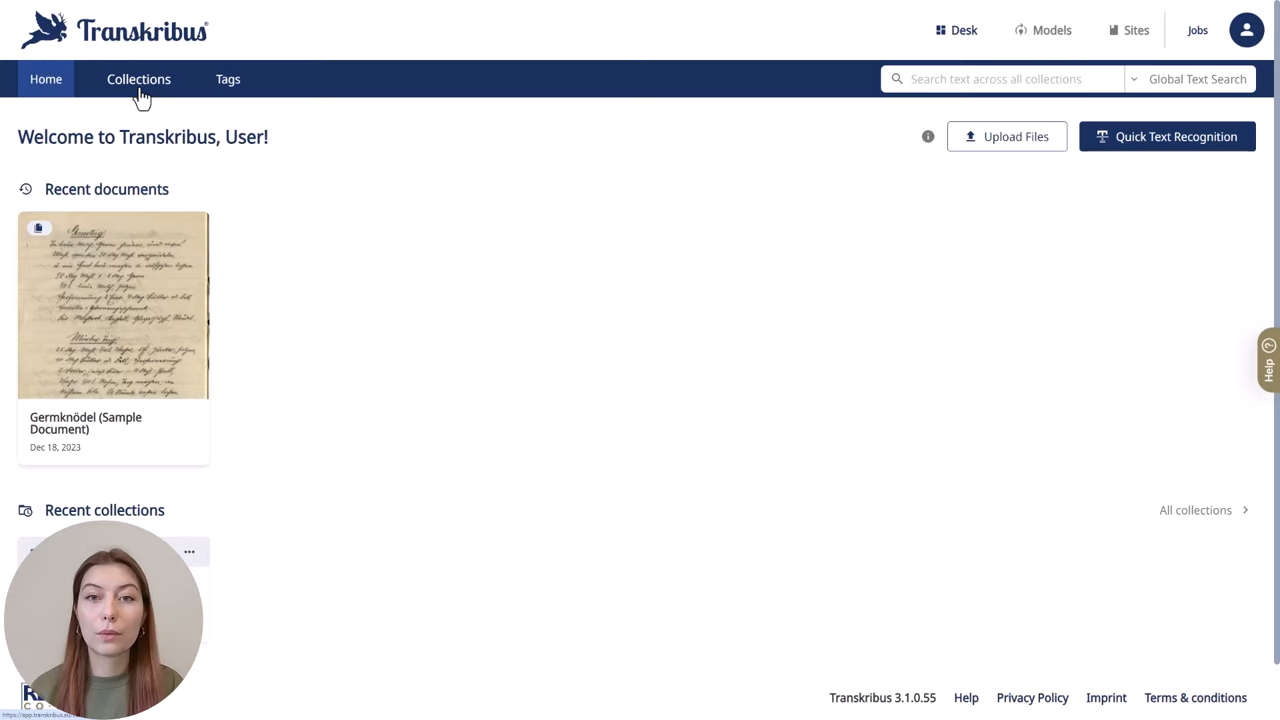 Transkribus
Desk
Models
Sites
Jobs
Home
Collections
Tags
Search text across all collections
Global Text Search
Welcome to Transkribus, User!
Upload Files
Quick Text Recognition
Recent documents
Germknödel (Sample
Document)
Dec 18, 2023
Help
Recent collections
All collections
Transkribus 3.1.0.55
Help
Privacy Policy
Imprint
Terms & conditions